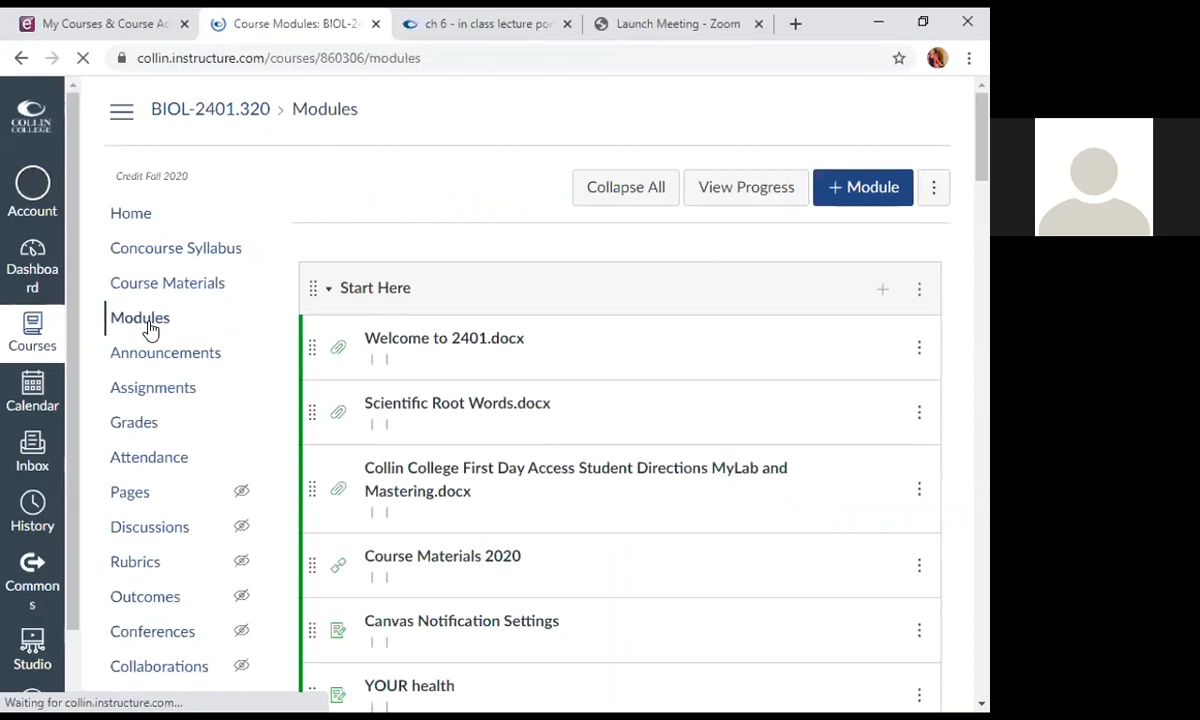 My Courses & Course Ac
Course Modules: BIOL-2
ch 6 - in class lecture po
Launch Meeting - Zoom
collin.instructure.com/courses/860306/modules
COLLIN
COLLEGE
Account
Dashboa
rd
Courses
Calendar
Inbox
History
Common
s
Studio
BIOL-2401.320 › Modules
Credit Fall 2020
Home
Concourse Syllabus
Course Materials
Modules
Announcements
Assignments
Grades
Attendance
Pages
Discussions
Rubrics
Outcomes
Conferences
Collaborations
Collapse All
View Progress
+ Module
Start Here
Welcome to 2401.docx
Scientific Root Words.docx
Collin College First Day Access Student Directions MyLab and
Mastering.docx
Course Materials 2020
Canvas Notification Settings
YOUR health
Waiting for collin.instructure.com...